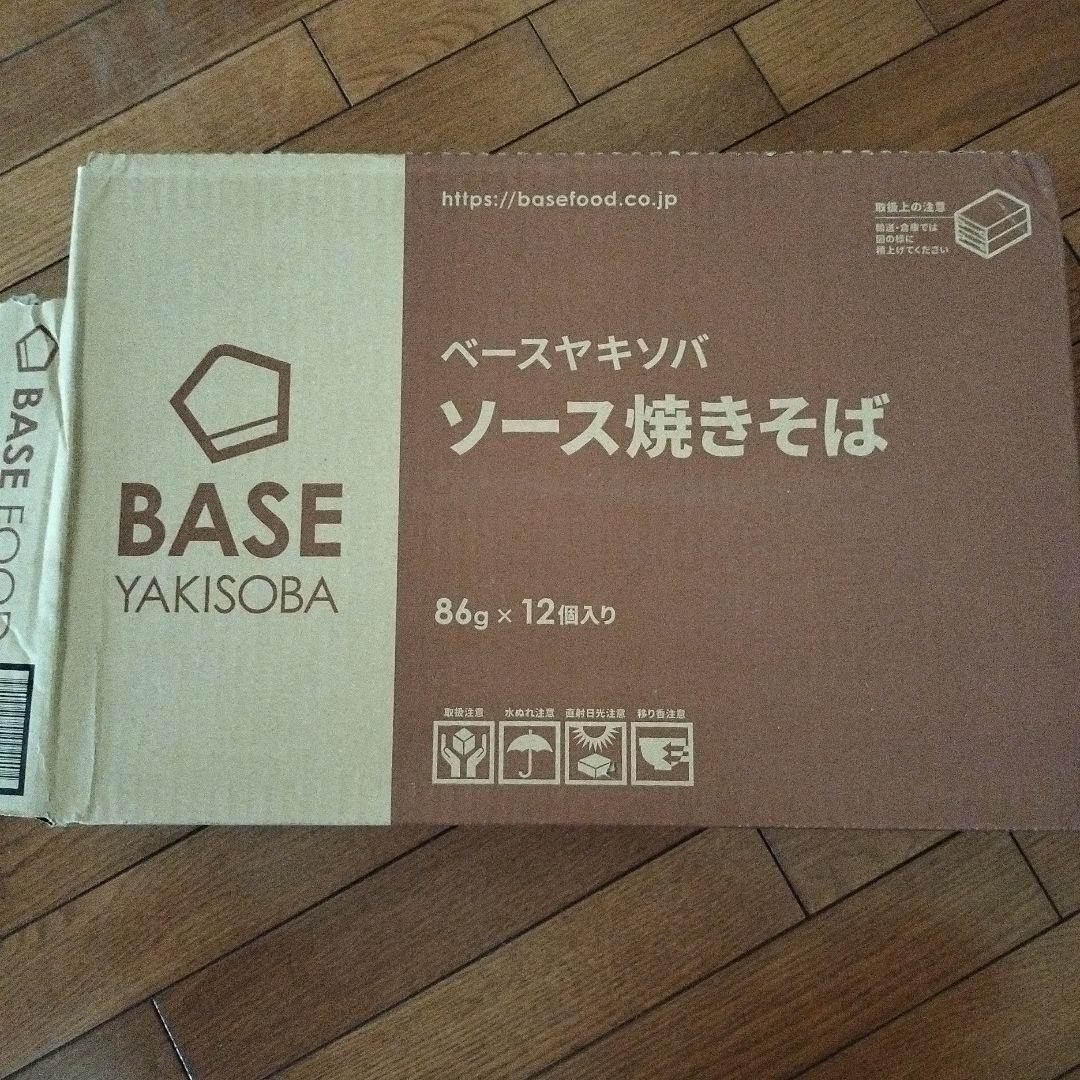 https://basefood.co.jp
取扱上の注意
輸送・倉庫では
図の様に
積上げてください
ベースヤキソバ
ソース焼きそば
BASE
YAKISOBA
86g × 12個入り
取扱注意
水ぬれ注意
直射日光注意
移り香注意
BASE FOOD